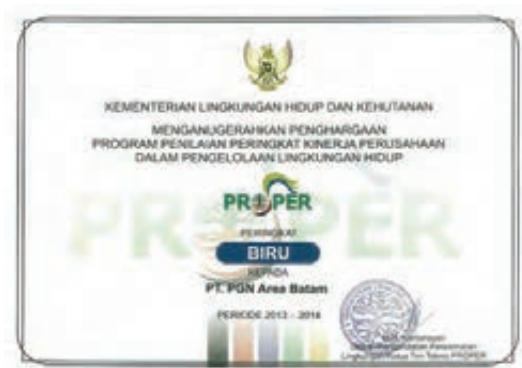 KEMENTERIAN LINGKUNGAN HIDUP DAN KEHUTANAN
MENGANUGERAHKAN PENGHARGAAN
PROGRAM PENILAIAN PERINGKAT KINERJA PERUSAHAAN
DALAM PENGELOLAAN LINGKUNGAN HIDUP
PROPER
PERINGKAT
BIRU
KEPADA
PT. PGN Area Batam
PERIODE 2013 - 2014